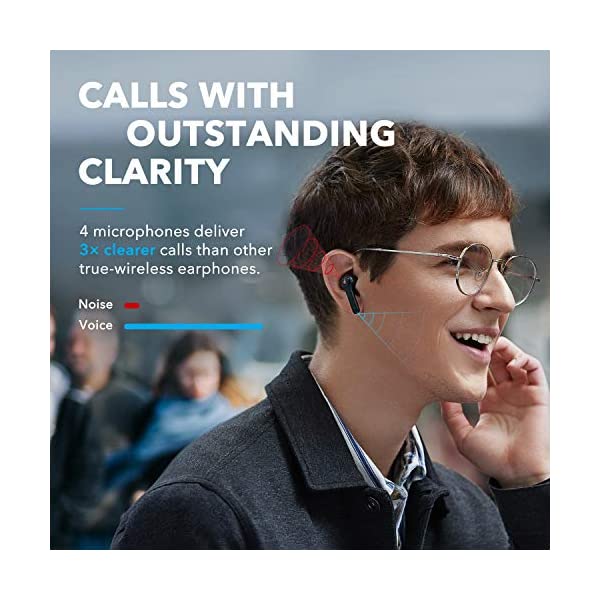 CALLS WITH
OUTSTANDING
CLARITY
4 microphones deliver
3× clearer calls than other
true-wireless earphones.
Noise
Voice